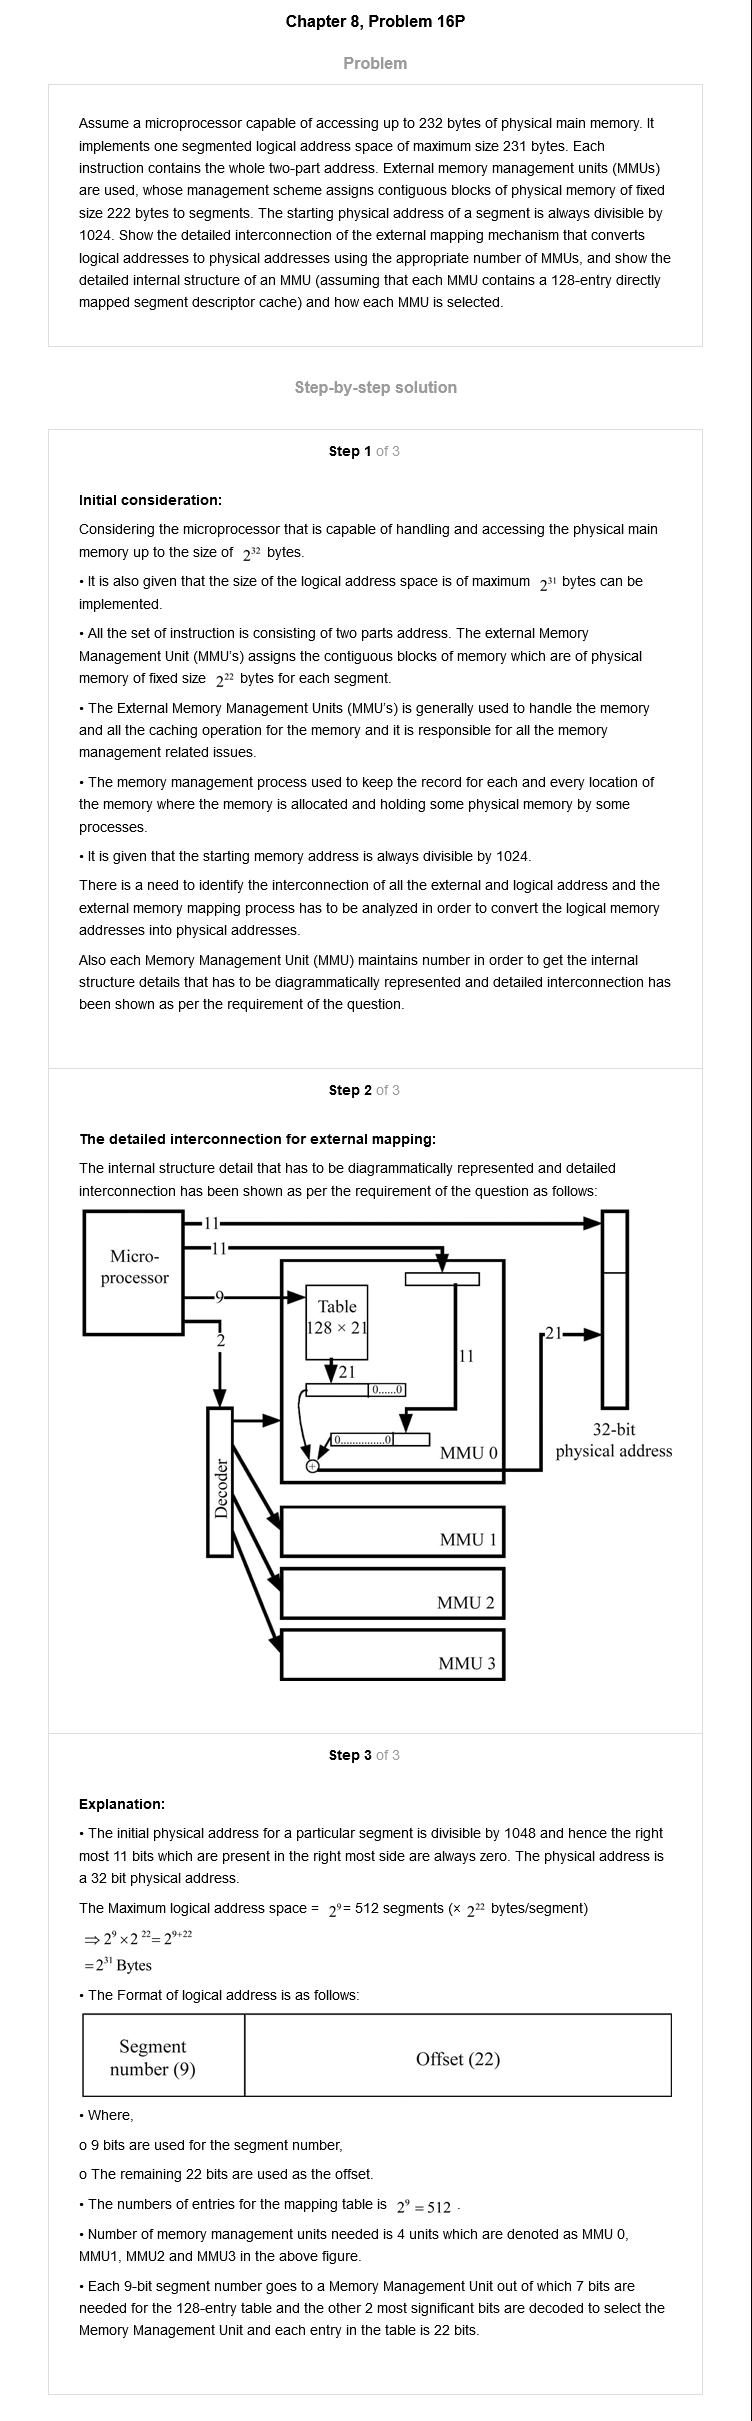 Chapter 8, Problem 16P
Problem
Assume a microprocessor capable of accessing up to 232 bytes of physical main memory. It
implements one segmented logical address space of maximum size 231 bytes. Each
instruction contains the whole two-part address. External memory management units (MMUs)
are used, whose management scheme assigns contiguous blocks of physical memory of fixed
size 222 bytes to segments. The starting physical address of a segment is always divisible by
1024. Show the detailed interconnection of the external mapping mechanism that converts
logical addresses to physical addresses using the appropriate number of MMUs, and show the
detailed internal structure of an MMU (assuming that each MMU contains a 128-entry directly
mapped segment descriptor cache) and how each MMU is selected.
Step-by-step solution
Step 1 of 3
Initial consideration:
Considering the microprocessor that is capable of handling and accessing the physical main
memory up to the size of 2³² bytes.
• It is also given that the size of the logical address space is of maximum 2³¹ bytes can be
implemented.
• All the set of instruction is consisting of two parts address. The external Memory
Management Unit (MMU's) assigns the contiguous blocks of memory which are of physical
memory of fixed size 2²² bytes for each segment.
• The External Memory Management Units (MMU's) is generally used to handle the memory
and all the caching operation for the memory and it is responsible for all the memory
management related issues.
• The memory management process used to keep the record for each and every location of
the memory where the memory is allocated and holding some physical memory by some
processes.
• It is given that the starting memory address is always divisible by 1024.
There is a need to identify the interconnection of all the external and logical address and the
external memory mapping process has to be analyzed in order to convert the logical memory
addresses into physical addresses.
Also each Memory Management Unit (MMU) maintains number in order to get the internal
structure details that has to be diagrammatically represented and detailed interconnection has
been shown as per the requirement of the question.
Step 2 of 3
The detailed interconnection for external mapping:
The internal structure detail that has to be diagrammatically represented and detailed
interconnection has been shown as per the requirement of the question as follows:
11
11
Micro-
processor
9
2
Table
128 × 21
21
0......0
11
0...............0
+
MMU 0
21
32-bit
physical address
Decoder
MMU 1
MMU 2
MMU 3
Step 3 of 3
Explanation:
• The initial physical address for a particular segment is divisible by 1048 and hence the right
most 11 bits which are present in the right most side are always zero. The physical address is
a 32 bit physical address.
The Maximum logical address space = 2⁹= 512 segments (× 2²² bytes/segment)
⇒ 2⁹ ×2 ²²= 2⁹⁺²²
=2³¹ Bytes
• The Format of logical address is as follows:
Segment
number (9)
Offset (22)
• Where,
o 9 bits are used for the segment number,
o The remaining 22 bits are used as the offset.
• The numbers of entries for the mapping table is 2⁹ =512 .
• Number of memory management units needed is 4 units which are denoted as MMU 0,
MMU1, MMU2 and MMU3 in the above figure.
• Each 9-bit segment number goes to a Memory Management Unit out of which 7 bits are
needed for the 128-entry table and the other 2 most significant bits are decoded to select the
Memory Management Unit and each entry in the table is 22 bits.